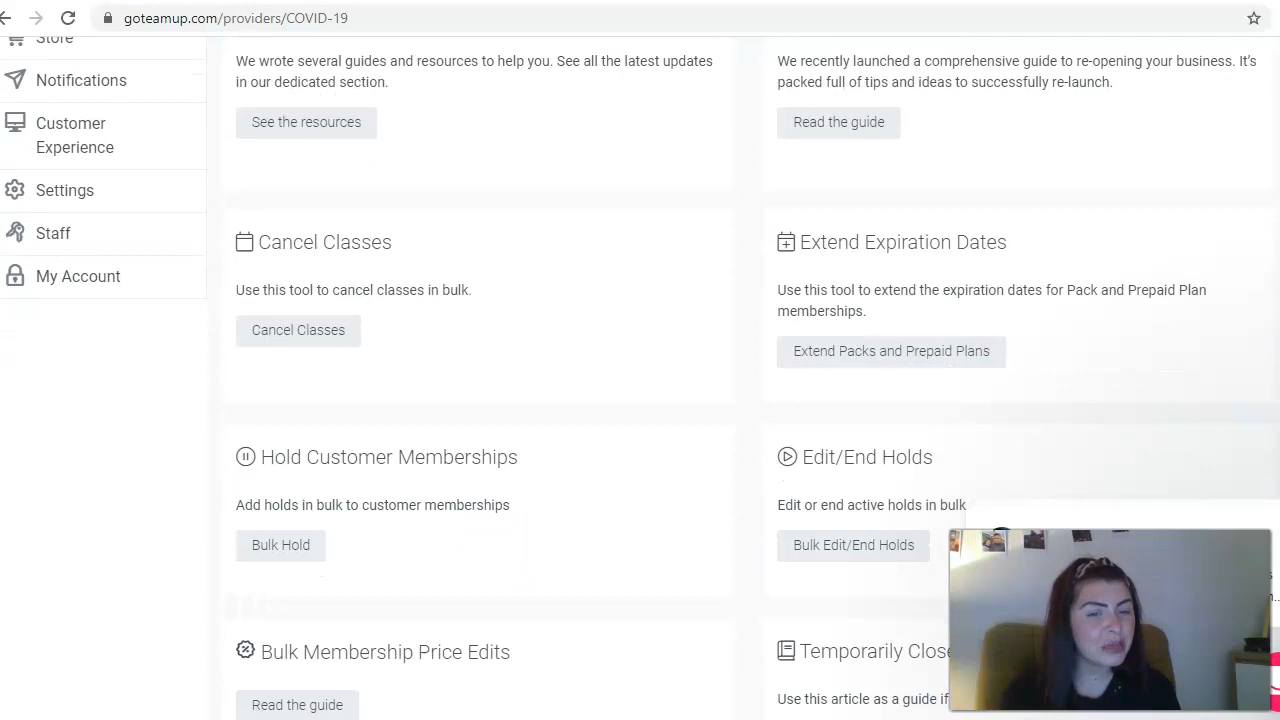 goteamup.com/providers/COVID-19
Store
Notifications
Customer
Experience
Settings
Staff
My Account
We wrote several guides and resources to help you. See all the latest updates
in our dedicated section.
See the resources
We recently launched a comprehensive guide to re-opening your business. It's
packed full of tips and ideas to successfully re-launch.
Read the guide
Cancel Classes
Use this tool to cancel classes in bulk.
Cancel Classes
Extend Expiration Dates
Use this tool to extend the expiration dates for Pack and Prepaid Plan
memberships.
Extend Packs and Prepaid Plans
Hold Customer Memberships
Add holds in bulk to customer memberships
Bulk Hold
Edit/End Holds
Edit or end active holds in bulk
Bulk Edit/End Holds
Bulk Membership Price Edits
Read the guide
Temporarily Close
Use this article as a guide if